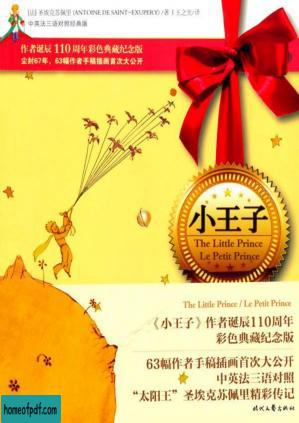 [法] 圣埃克苏佩里 (ANTOINE DE SAINT-EXUPERY) / 著 王之光 / 译
中英法三语对照经典版
作者诞辰110周年彩色典藏纪念版
尘封67年，63幅作者手稿插画首次大公开
小王子
The Little Prince
Le Petit Prince
The Little Prince / Le Petit Prince
《小王子》作者诞辰110周年
彩色典藏纪念版
63幅作者手稿插画首次大公开
中英法三语对照
“太阳王”圣埃克苏佩里精彩传记
时代文艺出版社
homeofpdf.com